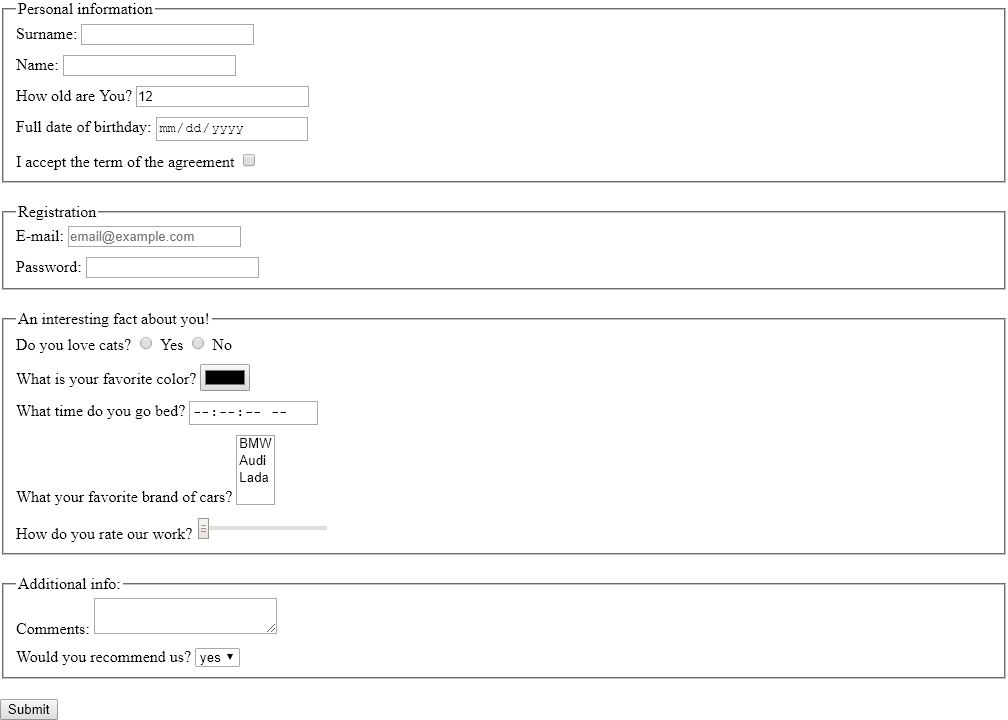 Personal information
Surname:
Name:
How old are You? 12
Full date of birthday: mm/dd/yyyy
I accept the term of the agreement
Registration
E-mail: email@example.com
Password:
An interesting fact about you!
Do you love cats? Yes No
What is your favorite color?
What time do you go bed? --:--:-- --
BMW
Audi
Lada
What your favorite brand of cars?
How do you rate our work?
Additional info:
Comments:
Would you recommend us? yes
Submit